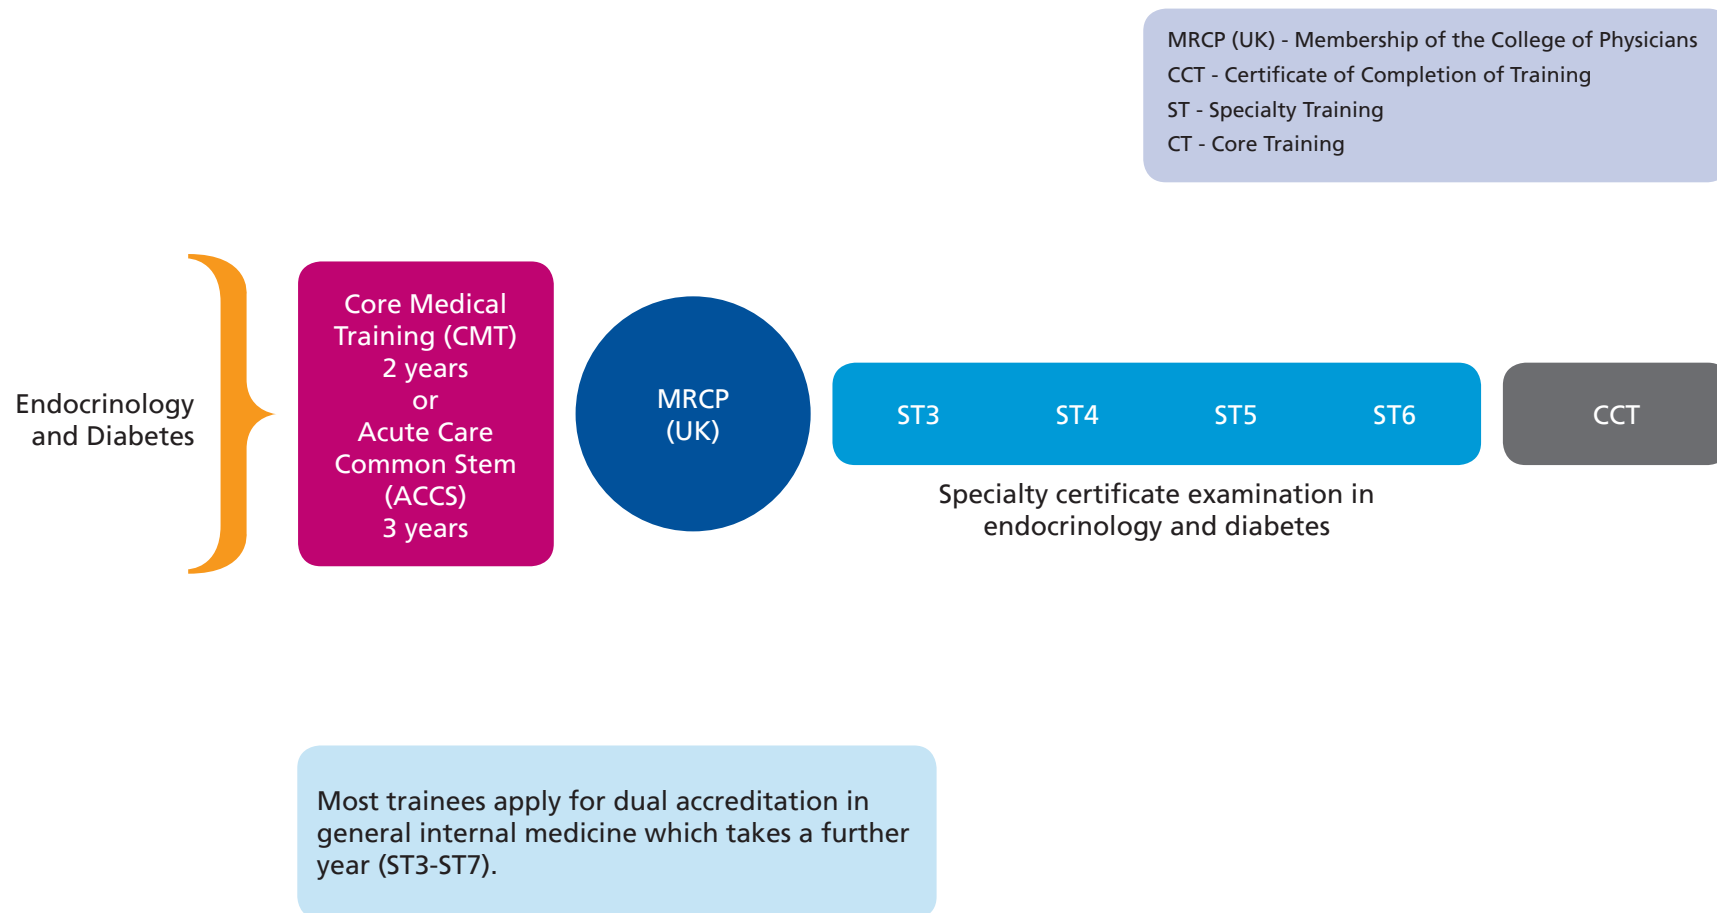 MRCP (UK) - Membership of the College of Physicians
CCT - Certificate of Completion of Training
ST - Specialty Training
CT - Core Training
Endocrinology
and Diabetes
Core Medical
Training (CMT)
2 years
or
Acute Care
Common Stem
(ACCS)
3 years
MRCP
(UK)
ST3 ST4 ST5 ST6
CCT
Specialty certificate examination in
endocrinology and diabetes
Most trainees apply for dual accreditation in
general internal medicine which takes a further
year (ST3-ST7).